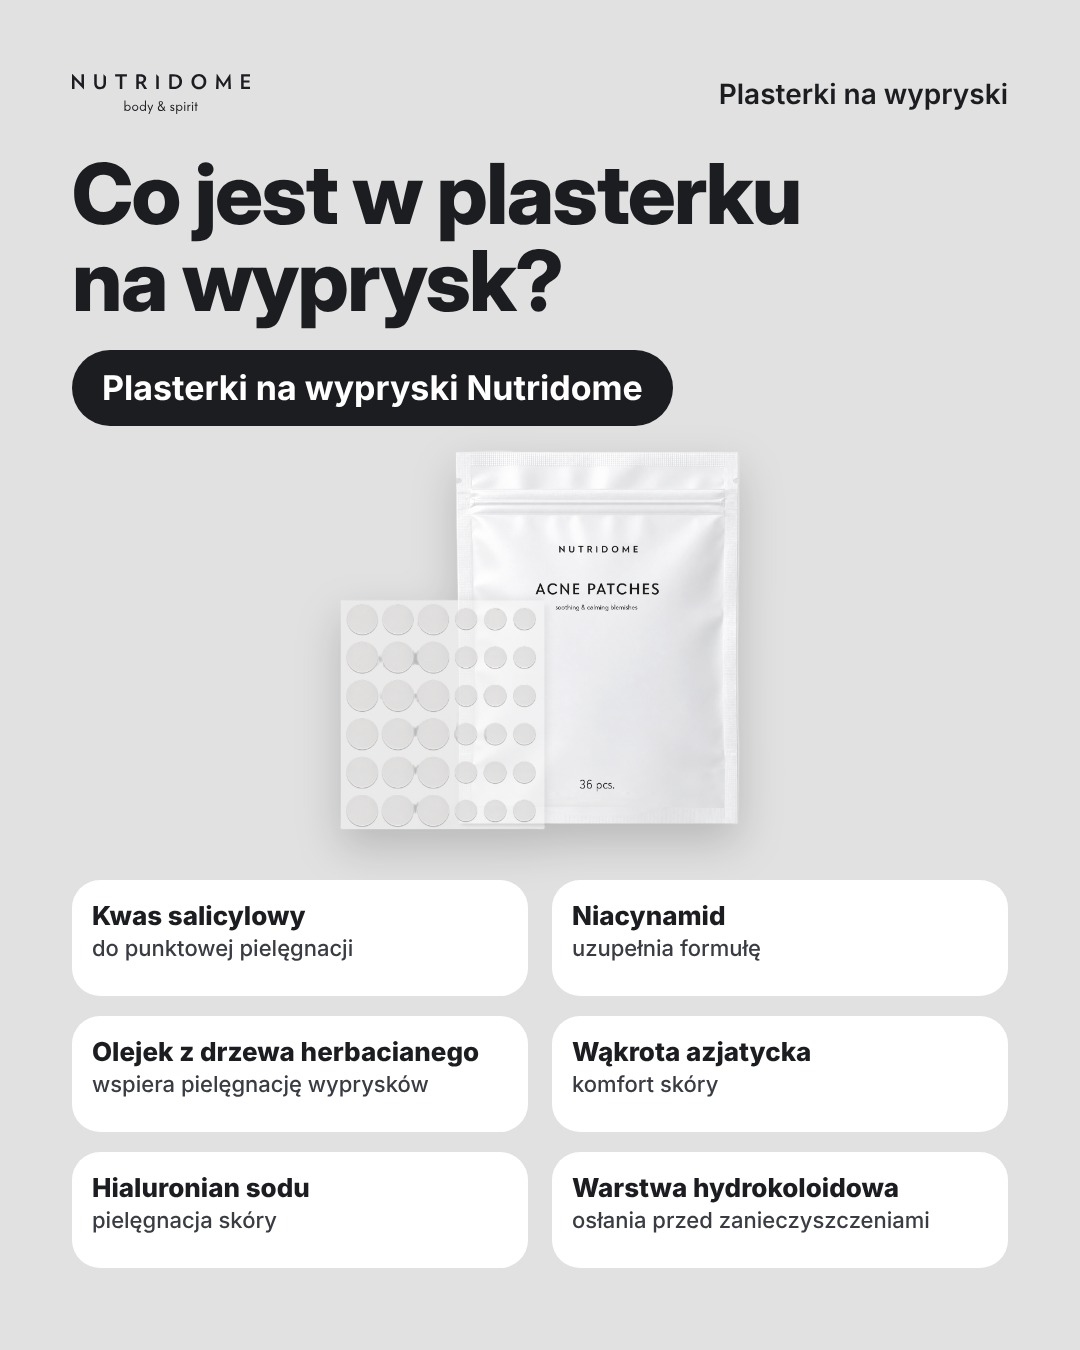 NUTRIDOME
body & spirit
Plasterki na wypryski
Co jest w plasterku
na wyprysk?
Plasterki na wypryski Nutridome
NUTRIDOME
ACNE PATCHES
soothing & calming blemishes
36 pcs.
Kwas salicylowy
do punktowej pielęgnacji
Niacynamid
uzupełnia formułę
Olejek z drzewa herbacianego
wspiera pielęgnację wyprysków
Wąkrota azjatycka
komfort skóry
Hialuronian sodu
pielęgnacja skóry
Warstwa hydrokoloidowa
osłania przed zanieczyszczeniami